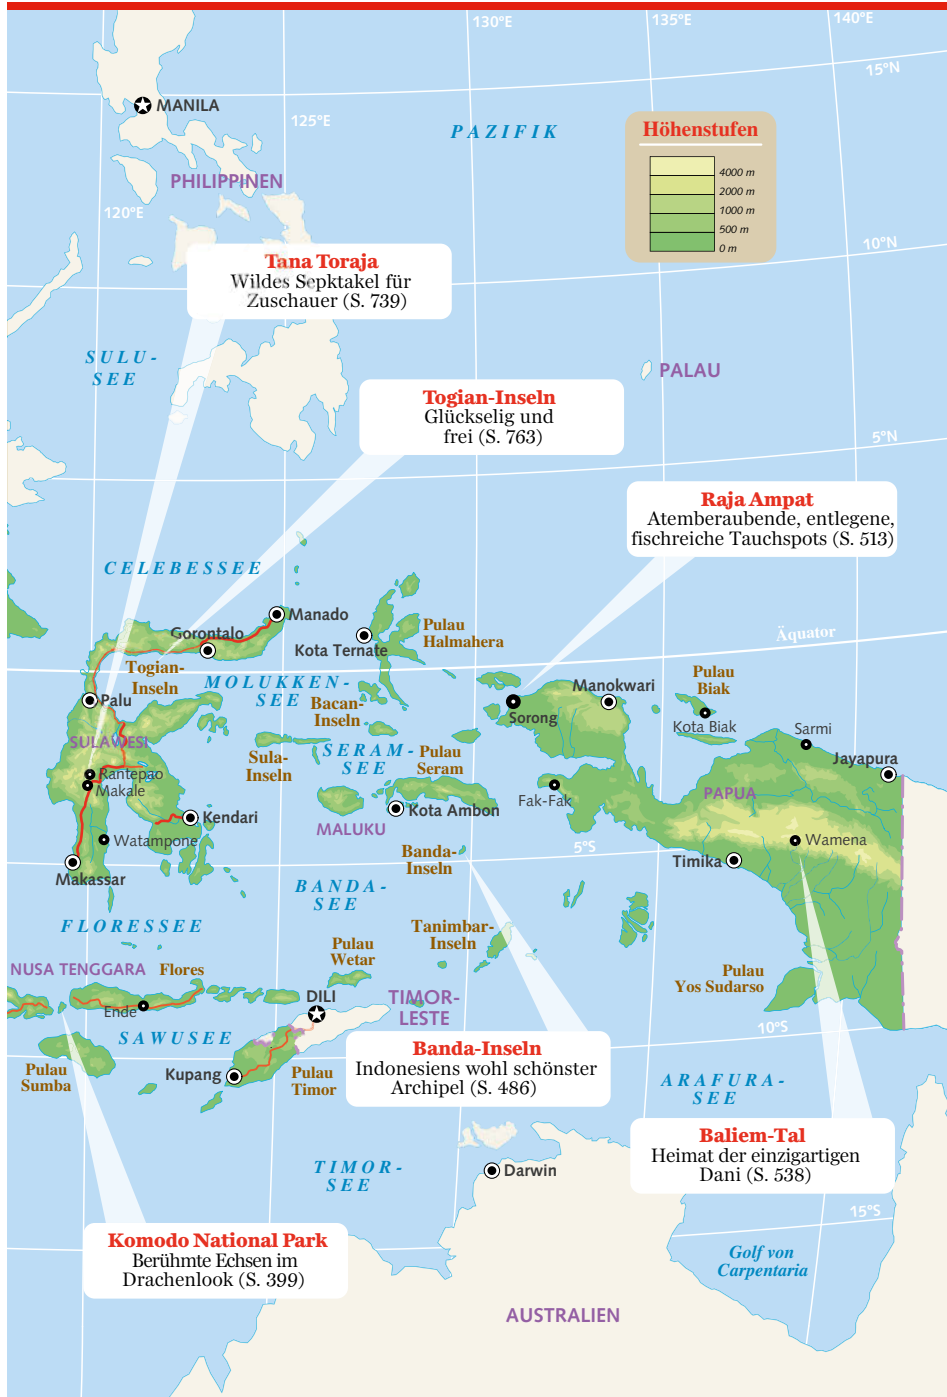 130°E
135°E
140°E
15°N
MANILA
125°E
PAZIFIK
Höhenstufen
4000 m
2000 m
1000 m
500 m
0 m
PHILIPPINEN
120°E
10°N
Tana Toraja
Wildes Sepktakel für
Zuschauer (S. 739)
SULU-
SEE
PALAU
Togian-Inseln
Glückselig und
frei (S. 763)
5°N
Raja Ampat
Atemberaubende, entlegene,
fischreiche Tauchspots (S. 513)
CELEBESSEE
Manado
Gorontalo
Kota Ternate
Pulau
Halmahera
Äquator
Togian-
Inseln
MOLUKKEN-
SEE
Palu
Bacan-
Inseln
Manokwari
Sorong
Pulau
Biak
Kota Biak
Sarmi
SULAWESI
Sula-
Inseln
SERAM-
SEE
Pulau
Seram
Jayapura
Rantepao
Makale
Fak-Fak
PAPUA
Kendari
Kota Ambon
MALUKU
Watampone
Wamena
Banda-
Inseln
5°S
Timika
Makassar
BANDA-
SEE
FLORESSEE
Tanimbar-
Inseln
Pulau
Wetar
NUSA TENGGARA
Flores
Pulau
Yos Sudarso
Ende
DILI
TIMOR-
LESTE
SAWUSEE
10°S
Banda-Inseln
Indonesiens wohl schönster
Archipel (S. 486)
Pulau
Sumba
Kupang
Pulau
Timor
ARAFURA-
SEE
Baliem-Tal
Heimat der einzigartigen
Dani (S. 538)
TIMOR-
SEE
Darwin
15°S
Komodo National Park
Berühmte Echsen im
Drachenlook (S. 399)
Golf von
Carpentaria
AUSTRALIEN